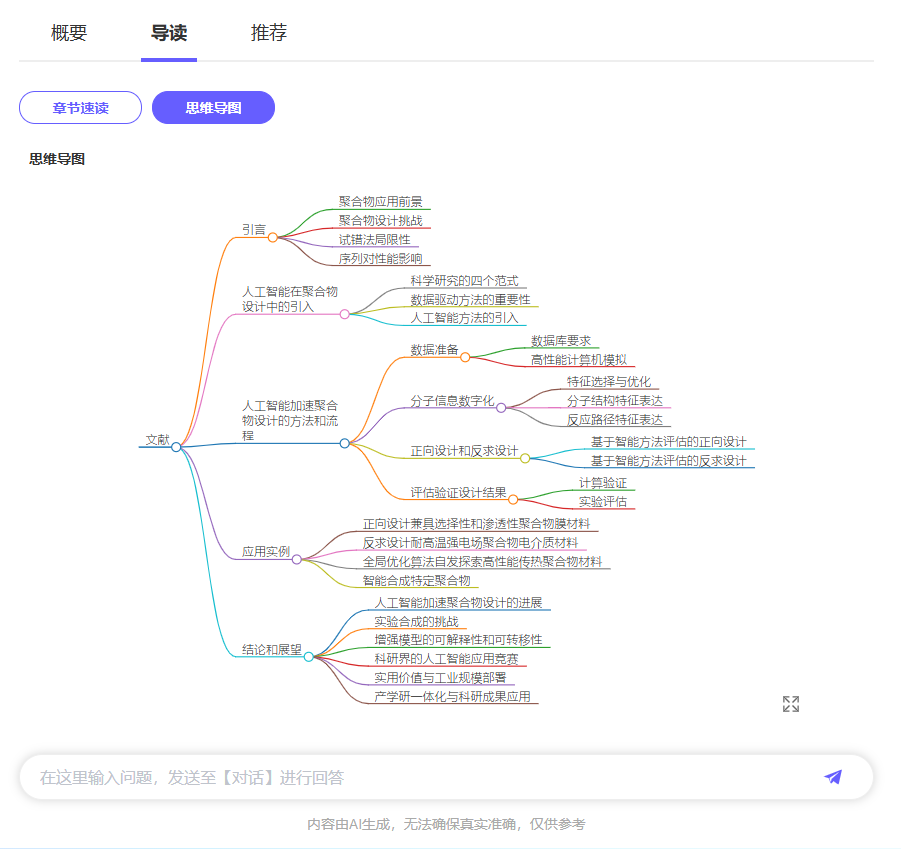 概要
导读
推荐
章节速读
思维导图
思维导图
文献
引言
聚合物应用前景
聚合物设计挑战
试错法局限性
序列对性能影响
人工智能在聚合物
设计中的引入
科学研究的四个范式
数据驱动方法的重要性
人工智能方法的引入
人工智能加速聚合
物设计的方法和流
程
数据准备
数据库要求
高性能计算机模拟
分子信息数字化
特征选择与优化
分子结构特征表达
反应路径特征表达
正向设计和反求设计
基于智能方法评估的正向设计
基于智能方法评估的反求设计
评估验证设计结果
计算验证
实验评估
应用实例
正向设计兼具选择性和渗透性聚合物膜材料
反求设计耐高温强电场聚合物电介质材料
全局优化算法自发探索高性能传热聚合物材料
智能合成特定聚合物
结论和展望
人工智能加速聚合物设计的进展
实验合成的挑战
增强模型的可解释性和可转移性
科研界的人工智能应用竞赛
实用价值与工业规模部署
产学研一体化与科研成果应用
在这里输入问题，发送至【对话】进行回答
内容由AI生成，无法确保真实准确，仅供参考